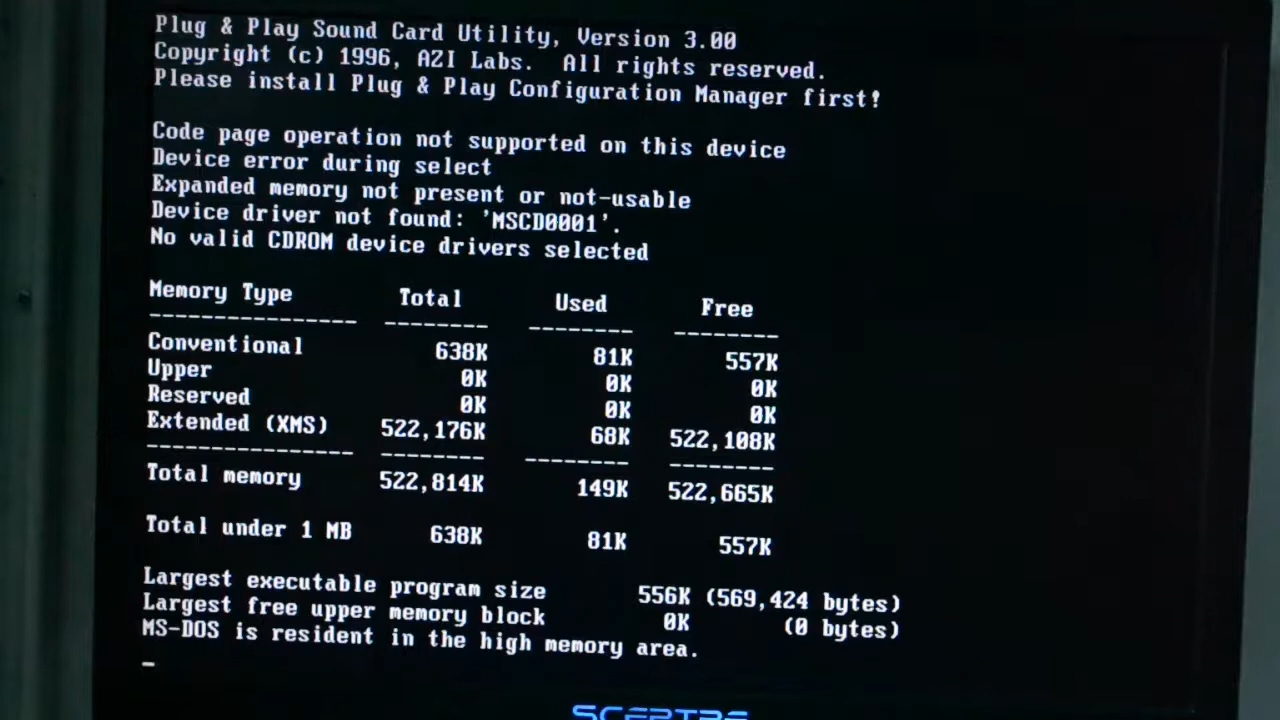 Plug & Play Sound Card Utility, Version 3.00
Copyright (c) 1996, AZI Labs.  All rights reserved.
Please install Plug & Play Configuration Manager first!
Code page operation not supported on this device
Device error during select
Expanded memory not present or not-usable
Device driver not found: 'MSCD0001'.
No valid CDROM device drivers selected
Memory Type Total Used Free
---------------- -------- -------- --------
Conventional 638K 81K 557K
Upper 0K 0K 0K
Reserved 0K 0K 0K
Extended (XMS) 522,176K 68K 522,108K
---------------- -------- -------- --------
Total memory 522,814K 149K 522,665K
Total under 1 MB 638K 81K 557K
Largest executable program size 556K (569,424 bytes)
Largest free upper memory block 0K (0 bytes)
MS-DOS is resident in the high memory area.
SCEPTRE